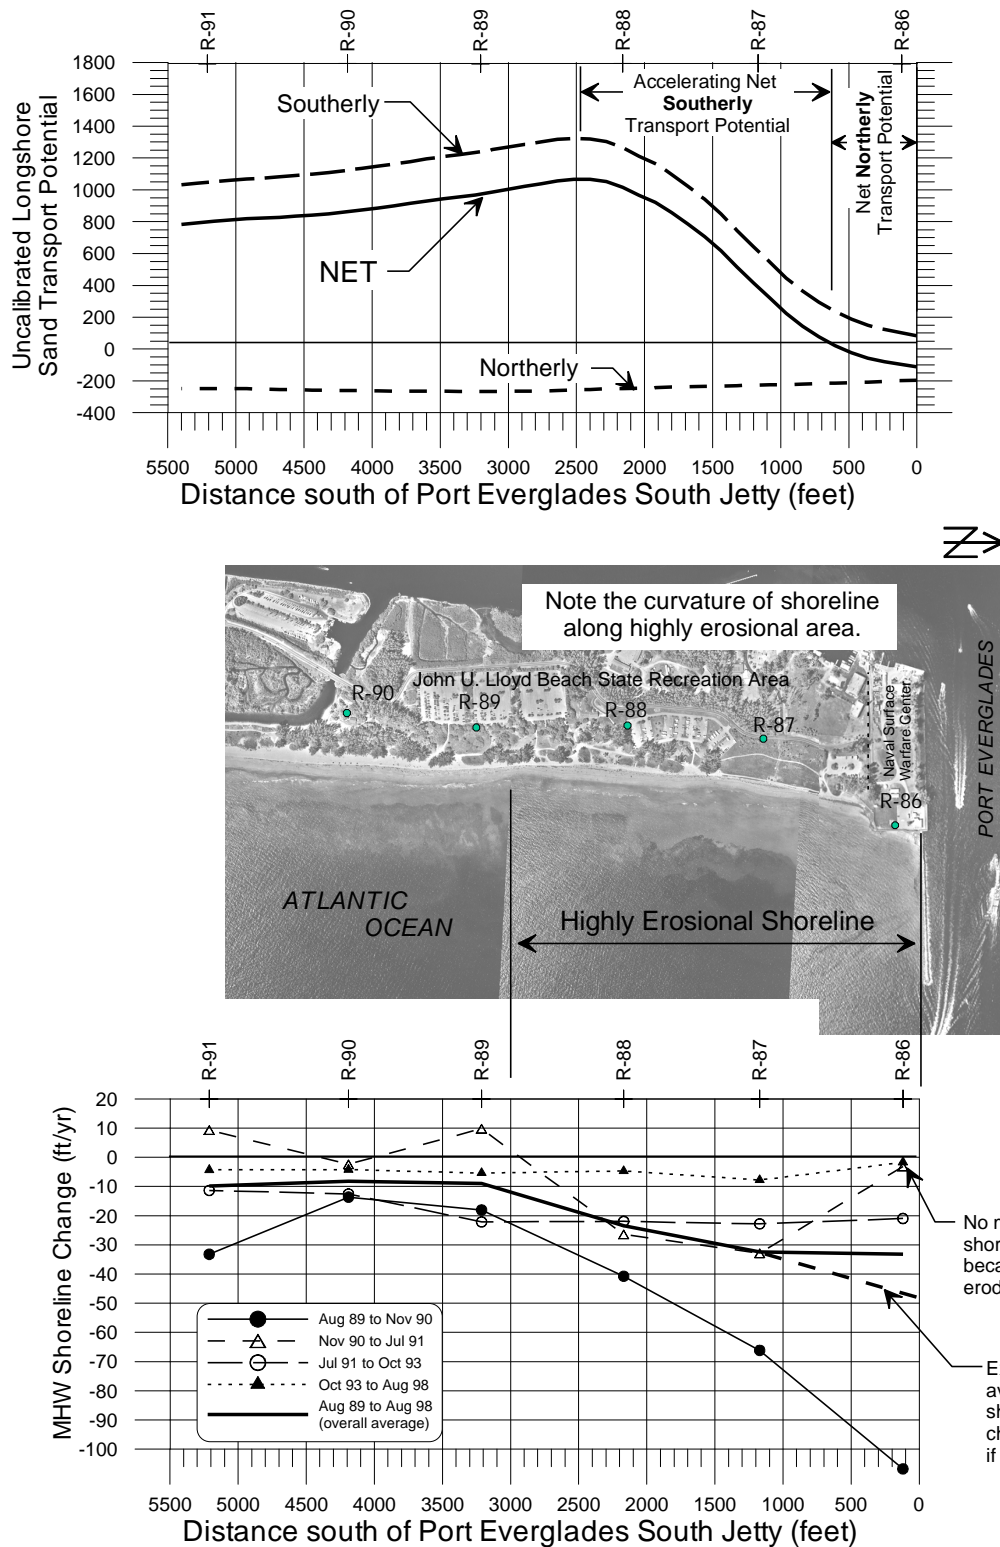 R-91
R-90
R-89
R-88
R-87
R-86
Uncalibrated Longshore
Sand Transport Potential
1800
1600
1400
1200
1000
800
600
400
200
0
-200
-400
Southerly
NET
Northerly
Accelerating Net
Southerly
Transport Potential
Net Northerly
Transport Potential
5500 5000 4500 4000 3500 3000 2500 2000 1500 1000 500 0
Distance south of Port Everglades South Jetty (feet)
Z
Note the curvature of shoreline
along highly erosional area.
John U. Lloyd Beach State Recreation Area
R-90
R-89
R-88
R-87
R-86
Naval Surface
Warfare Center
PORT EVERGLADES
ATLANTIC
OCEAN
Highly Erosional Shoreline
R-91
R-90
R-89
R-88
R-87
R-86
MHW Shoreline Change (ft/yr)
20
10
0
-10
-20
-30
-40
-50
-60
-70
-80
-90
-100
Aug 89 to Nov 90
Nov 90 to Jul 91
Jul 91 to Oct 93
Oct 93 to Aug 98
Aug 89 to Aug 98
(overall average)
No
shor
beca
erod
E
av
sh
ch
if
5500 5000 4500 4000 3500 3000 2500 2000 1500 1000 500 0
Distance south of Port Everglades South Jetty (feet)